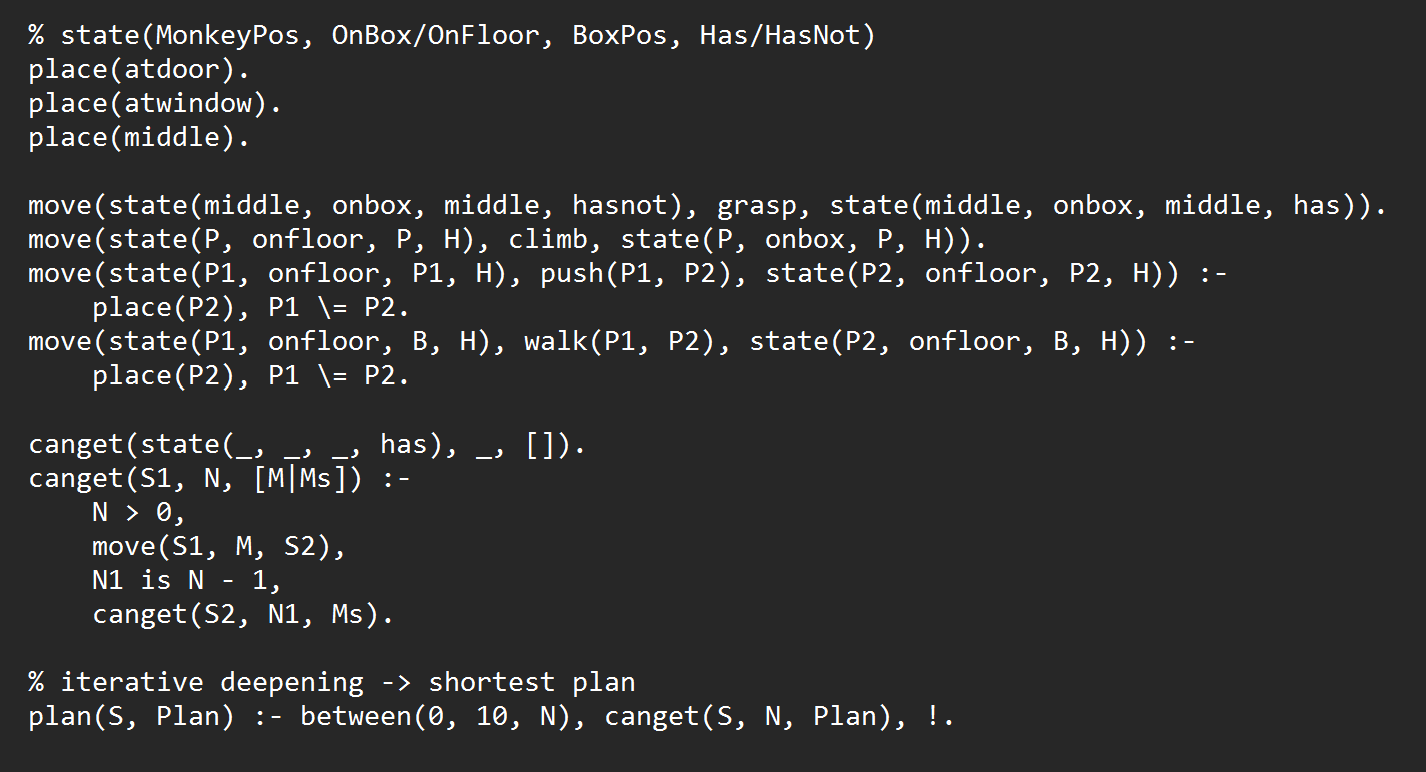 % state(MonkeyPos, OnBox/OnFloor, BoxPos, Has/HasNot)
place(atdoor).
place(atwindow).
place(middle).

move(state(middle, onbox, middle, hasnot), grasp, state(middle, onbox, middle, has)).
move(state(P, onfloor, P, H), climb, state(P, onbox, P, H)).
move(state(P1, onfloor, P1, H), push(P1, P2), state(P2, onfloor, P2, H)) :-
    place(P2), P1 \= P2.
move(state(P1, onfloor, B, H), walk(P1, P2), state(P2, onfloor, B, H)) :-
    place(P2), P1 \= P2.

canget(state(_, _, _, has), _, []).
canget(S1, N, [M|Ms]) :-
    N > 0,
    move(S1, M, S2),
    N1 is N - 1,
    canget(S2, N1, Ms).

% iterative deepening -> shortest plan
plan(S, Plan) :- between(0, 10, N), canget(S, N, Plan), !.